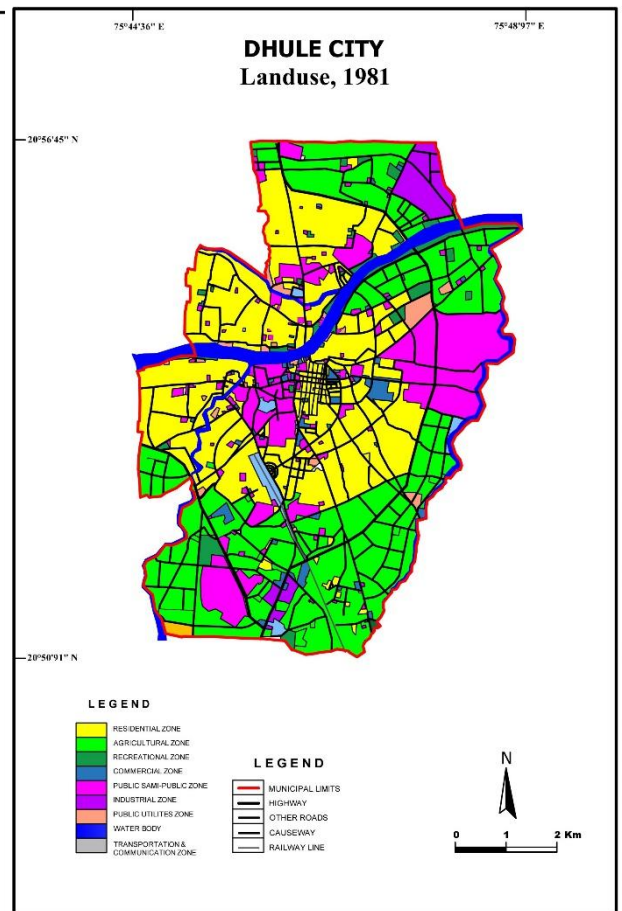 75°44'36" E
75°48'97" E
DHULE CITY
Landuse, 1981
20°56'45" N
20°50'91" N
LEGEND
RESIDENTIAL ZONE
AGRICULTURAL ZONE
RECREATIONAL ZONE
COMMERCIAL ZONE
PUBLIC SAMI-PUBLIC ZONE
INDUSTRIAL ZONE
PUBLIC UTILITES ZONE
WATER BODY
TRANSPORTATION &
COMMUNICATION ZONE
LEGEND
MUNICIPAL LIMITS
HIGHWAY
OTHER ROADS
CAUSEWAY
RAILWAY LINE
N
0 1 2 Km